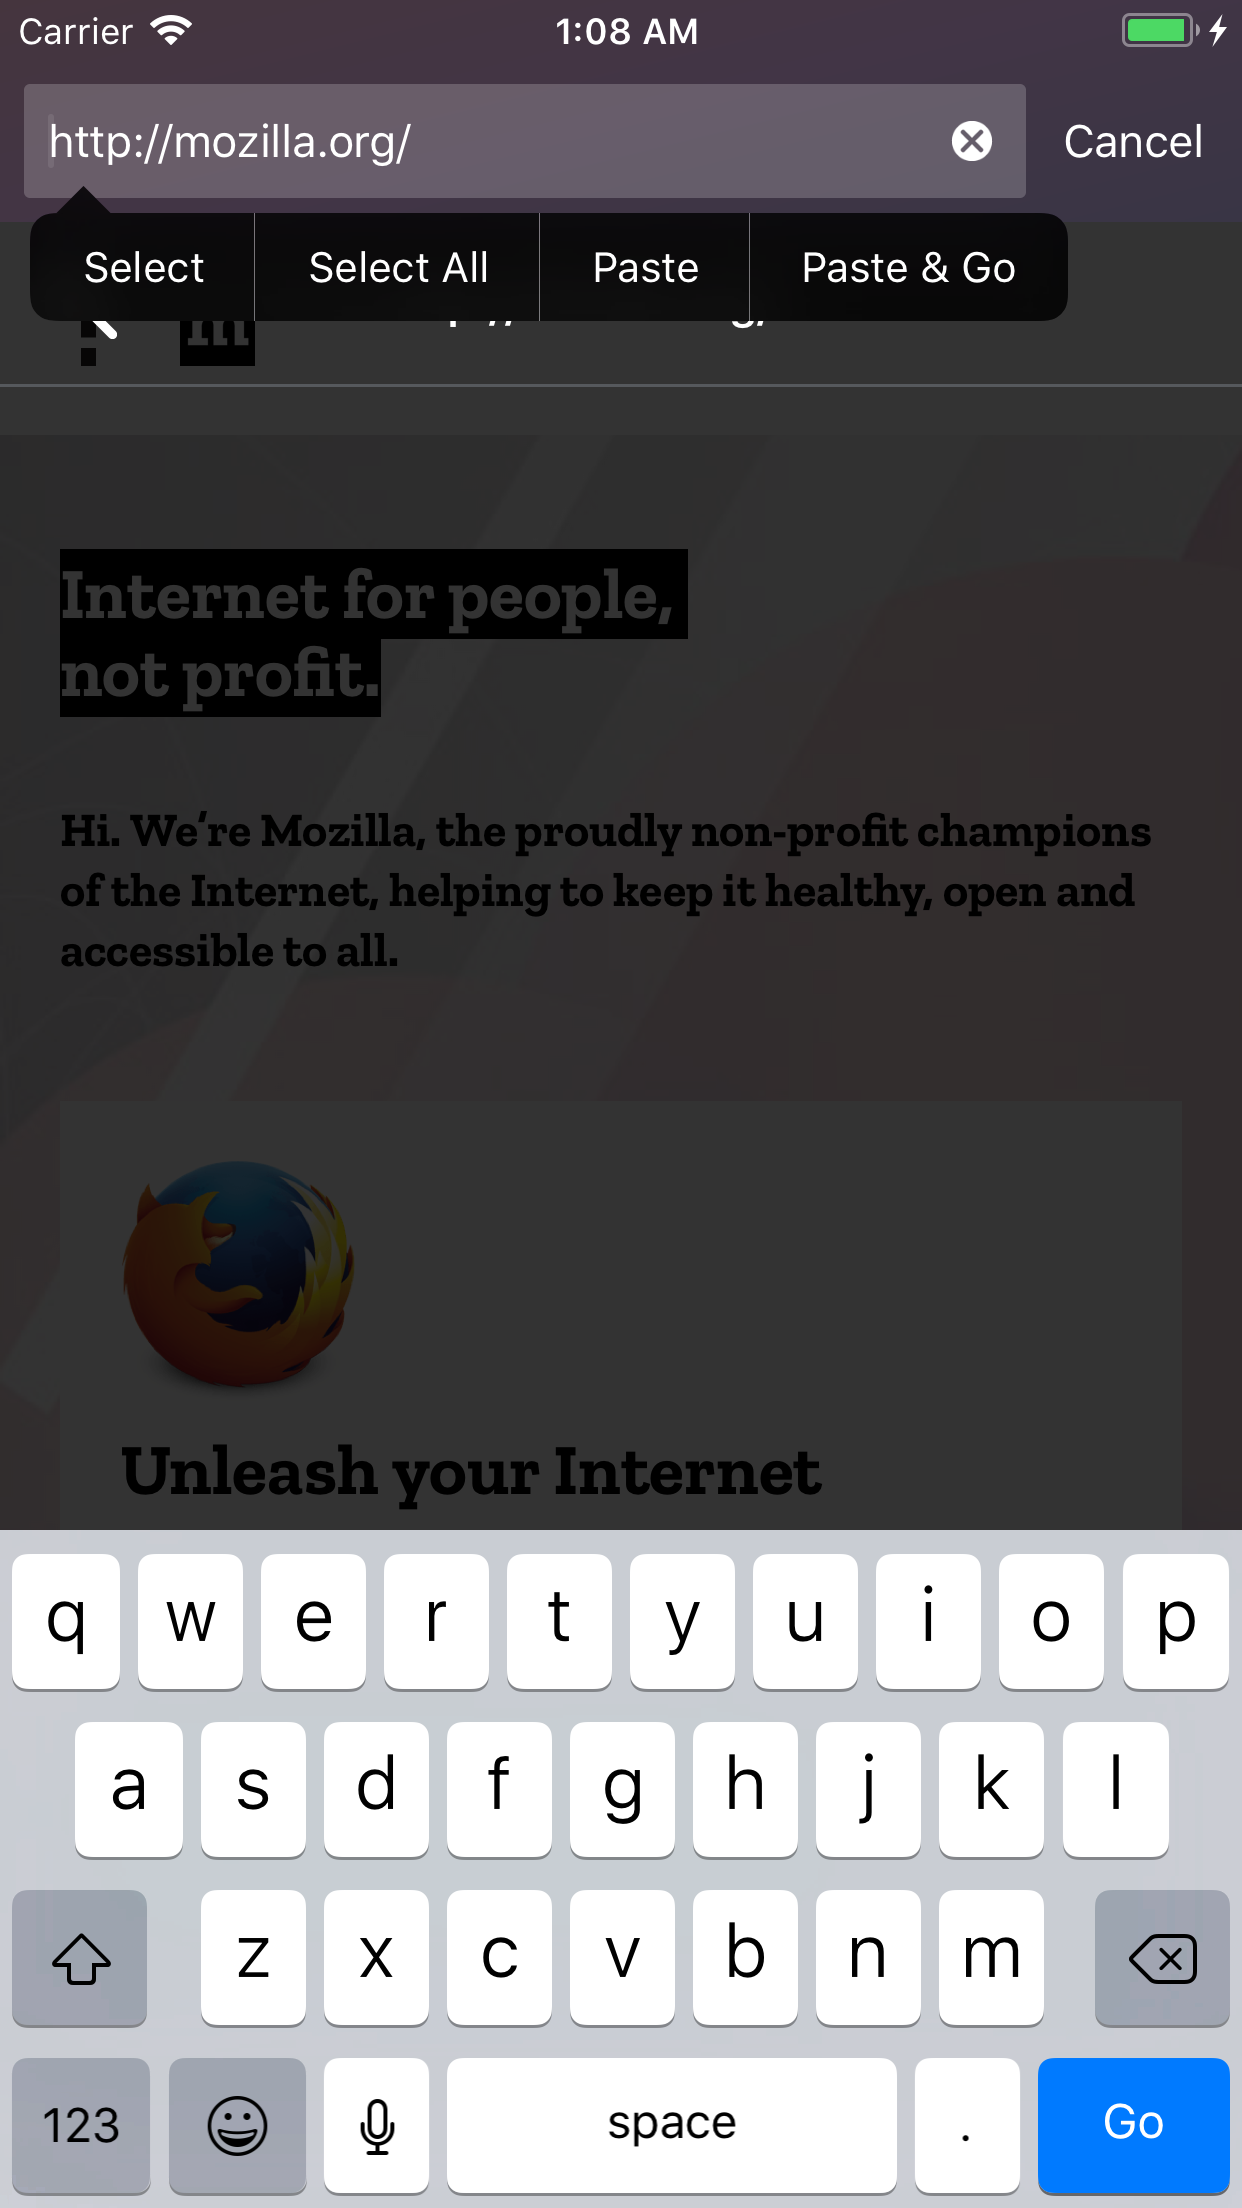 Carrier 1:08 AM
http://mozilla.org/ Cancel
Select Select All Paste Paste & Go
m
Internet for people,
not profit.
Hi. We’re Mozilla, the proudly non-profit champions
of the Internet, helping to keep it healthy, open and
accessible to all.
Unleash your Internet
q w e r t y u i o p
a s d f g h j k l
z x c v b n m
123 space . Go